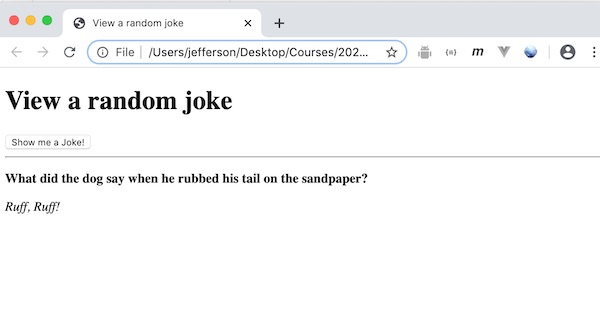 View a random joke
File | /Users/jefferson/Desktop/Courses/202...
{≡} m
View a random joke
Show me a Joke!
What did the dog say when he rubbed his tail on the sandpaper?
Ruff, Ruff!